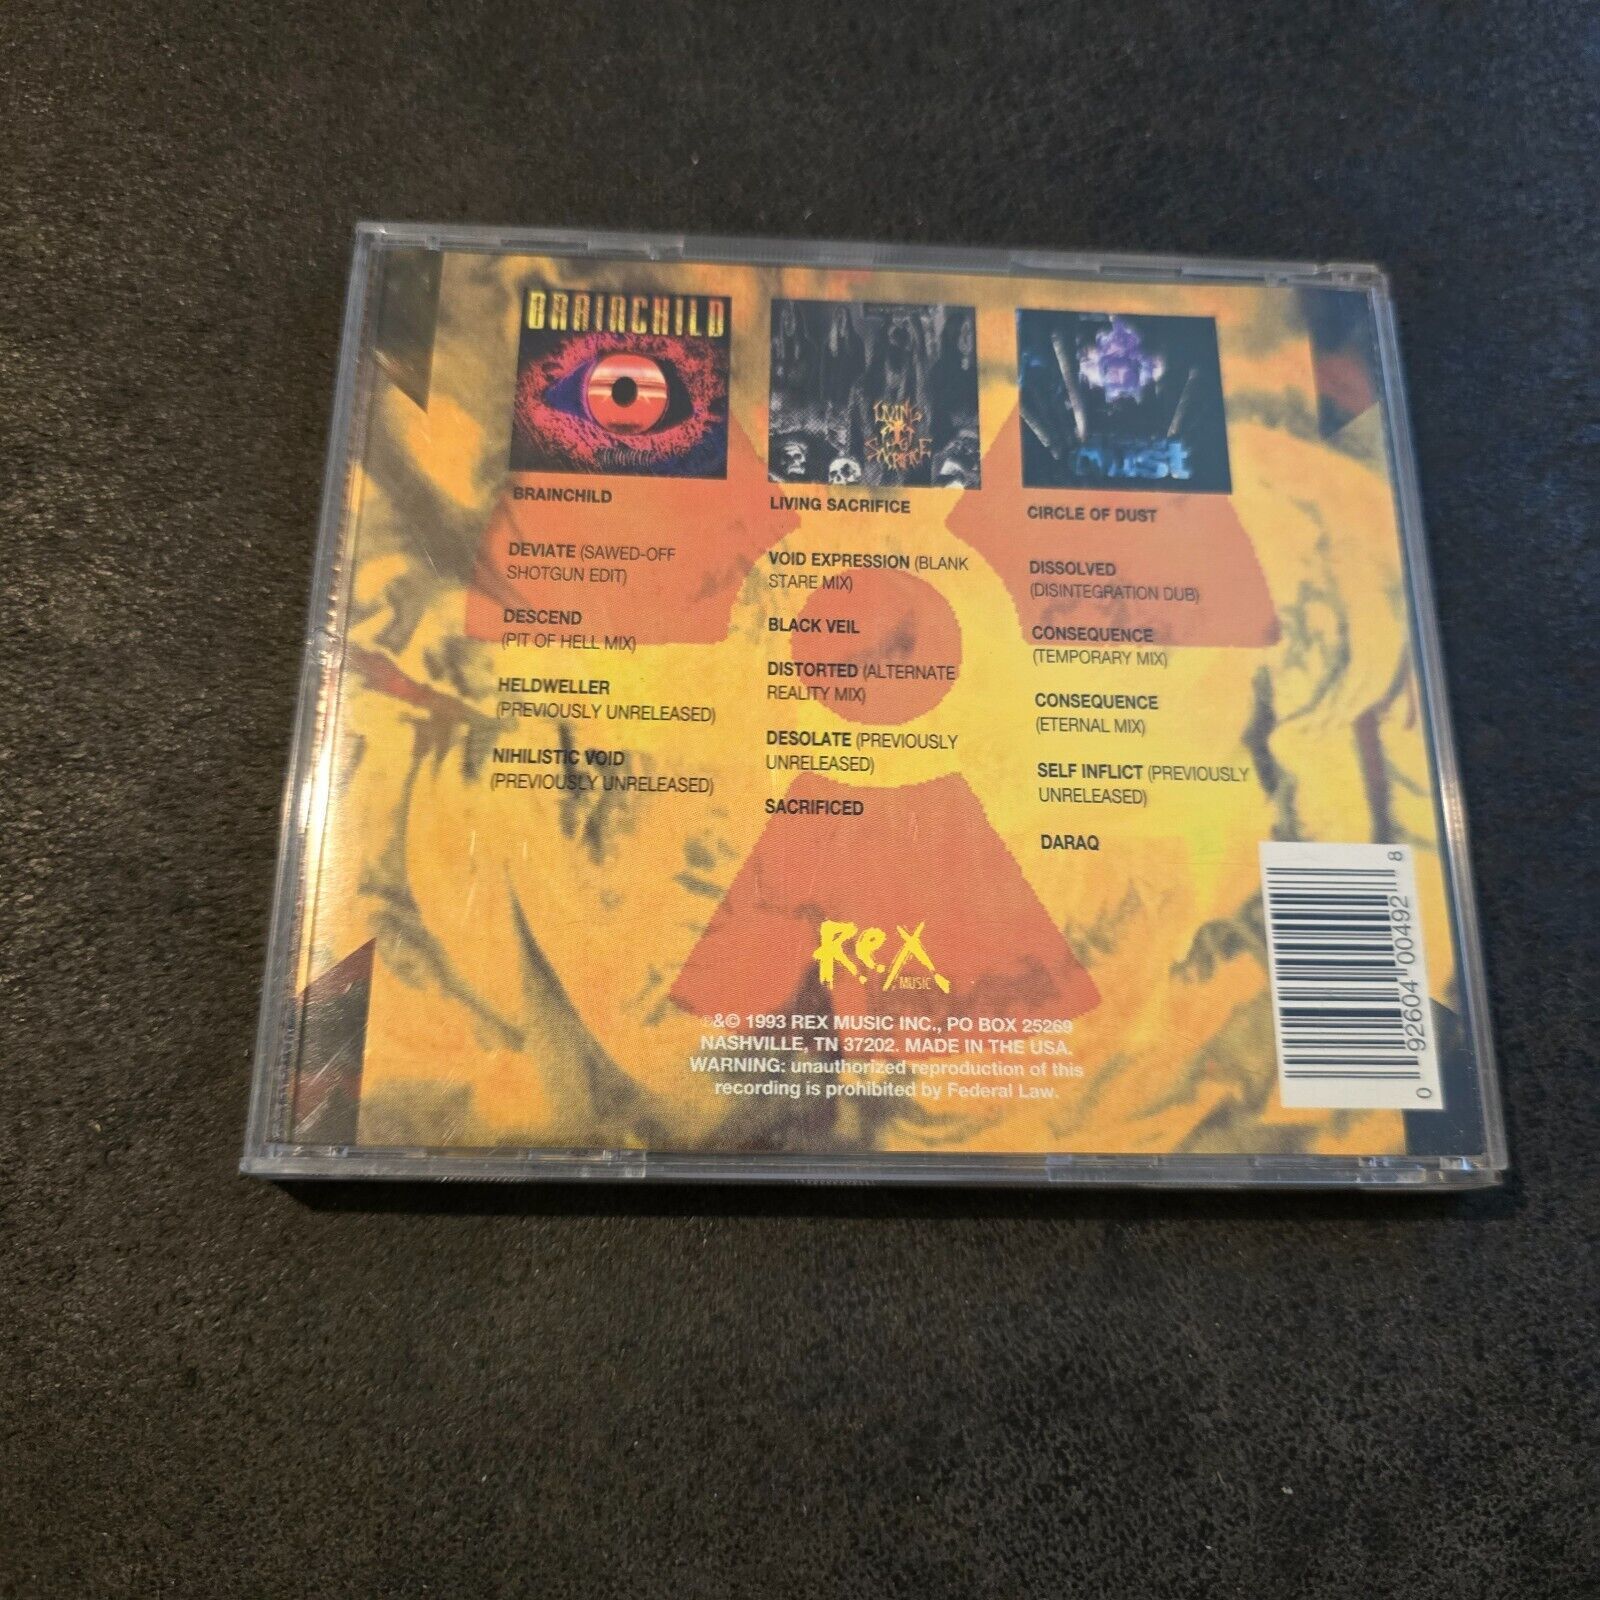 BRAINCHILD
BRAINCHILD
DEVIATE (SAWED-OFF
SHOTGUN EDIT)
DESCEND
(PIT OF HELL MIX)
HELDWELLER
(PREVIOUSLY UNRELEASED)
NIHILISTIC VOID
(PREVIOUSLY UNRELEASED)
LIVING
SACRIFICE
LIVING SACRIFICE
VOID EXPRESSION (BLANK
STARE MIX)
BLACK VEIL
DISTORTED (ALTERNATE
REALITY MIX)
DESOLATE (PREVIOUSLY
UNRELEASED)
SACRIFICED
dust
CIRCLE OF DUST
DISSOLVED
(DISINTEGRATION DUB)
CONSEQUENCE
(TEMPORARY MIX)
CONSEQUENCE
(ETERNAL MIX)
SELF INFLICT (PREVIOUSLY
UNRELEASED)
DARAQ
R.e.X.
MUSIC
℗&© 1993 REX MUSIC INC., PO BOX 25269
NASHVILLE, TN 37202. MADE IN THE USA.
WARNING: unauthorized reproduction of this
recording is prohibited by Federal Law.
0 92604 00492 8